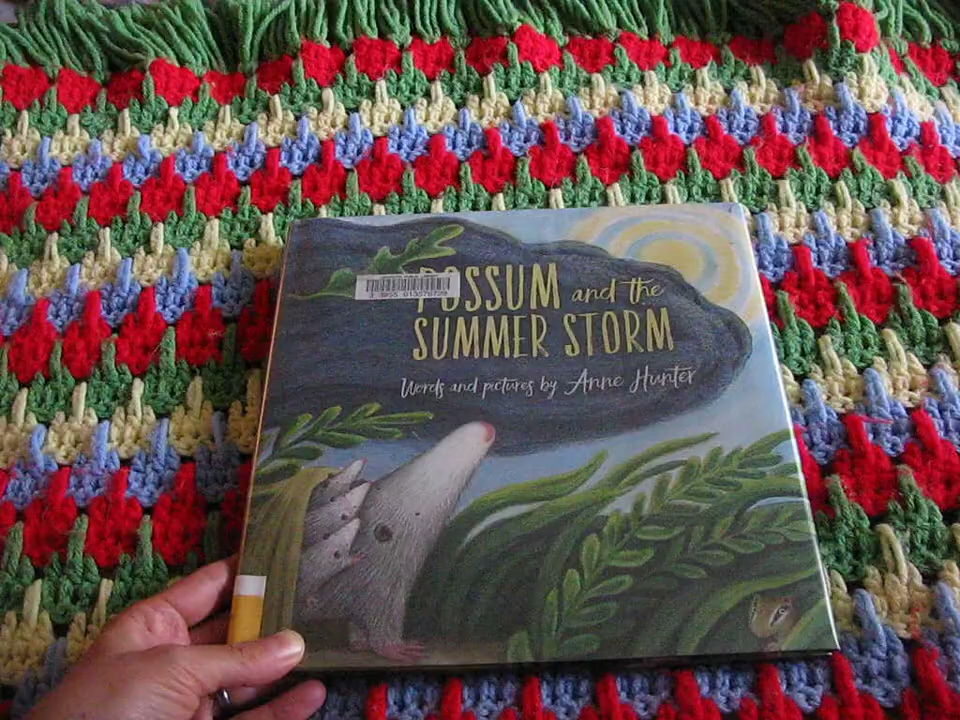 POSSUM and the
SUMMER STORM
Words and pictures by Anne Hunter